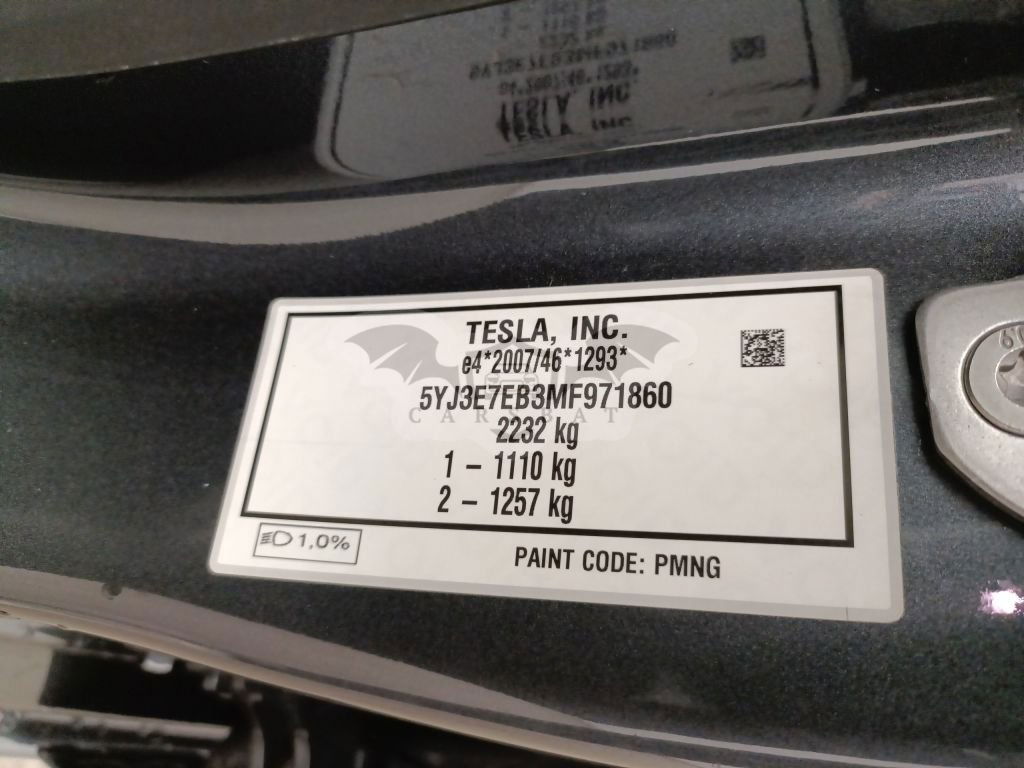 TESLA, INC.
e4*2007/46*1293*
5YJ3E7EB3MF971860
CARSBAT
2232 kg
1 – 1110 kg
2 – 1257 kg
1,0%
PAINT CODE: PMNG